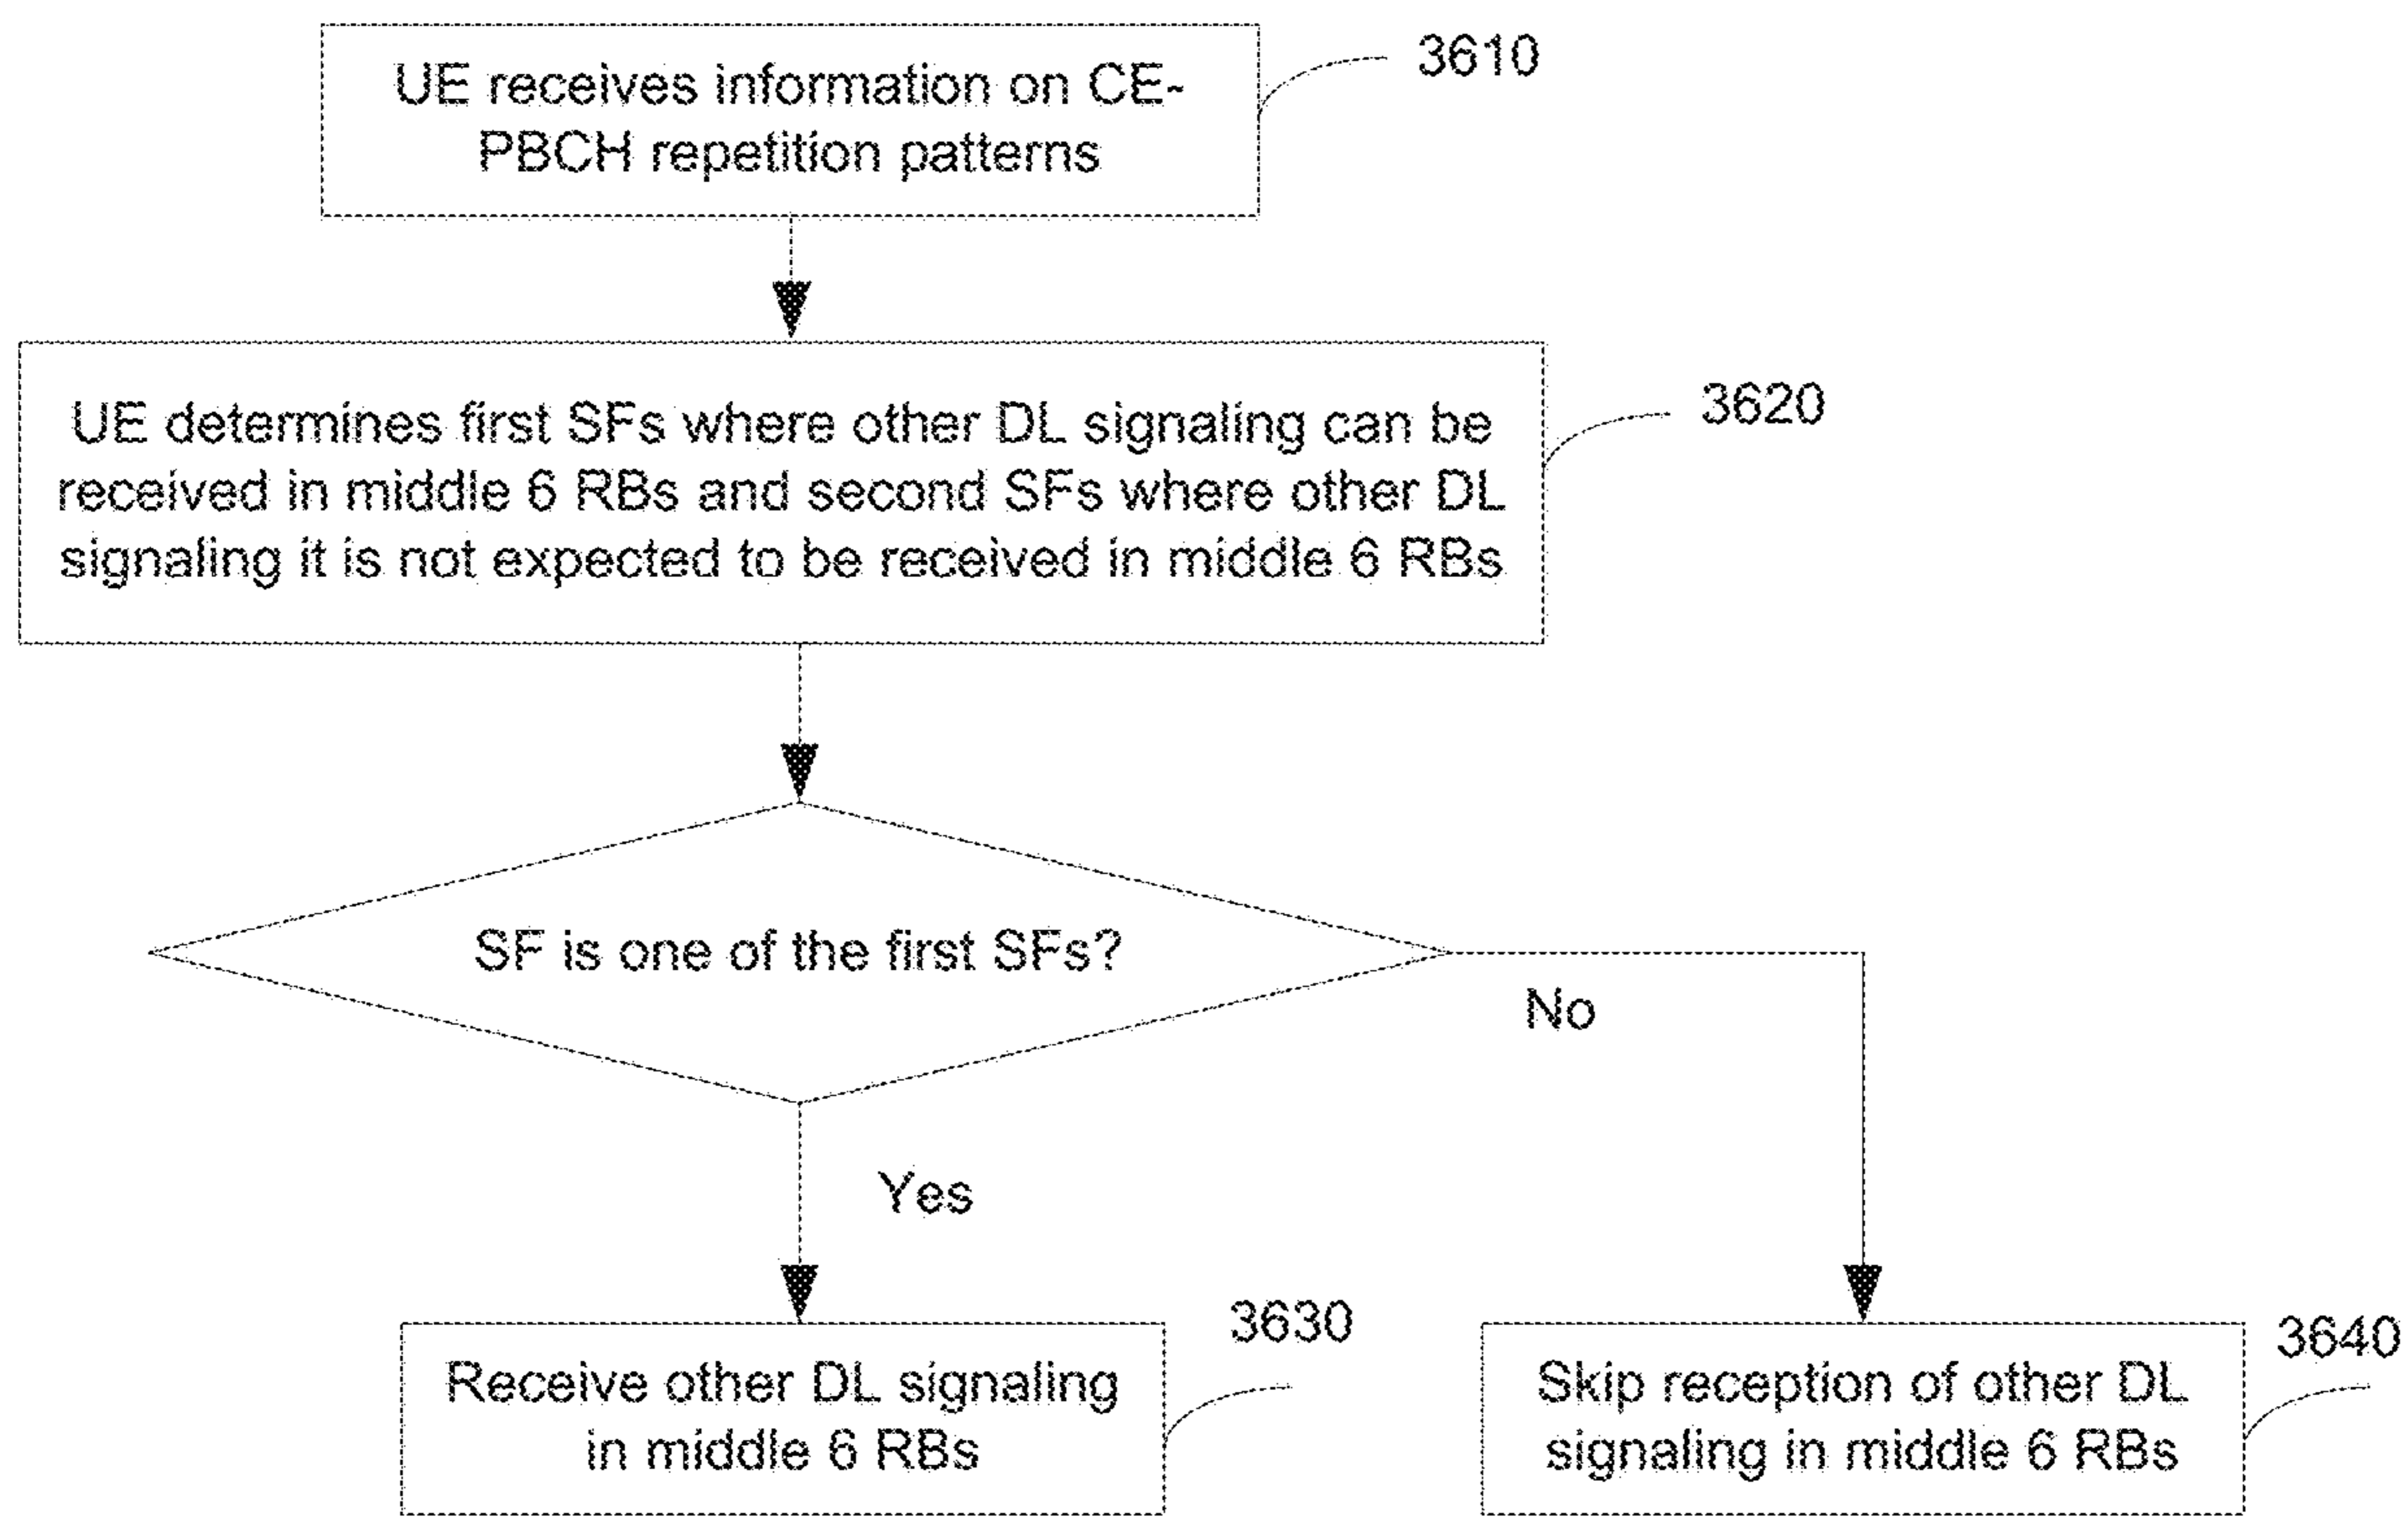 UE receives information on CE-
PBCH repetition patterns
3610
UE determines first SFs where other DL signaling can be
received in middle 6 RBs and second SFs where other DL
signaling it is not expected to be received in middle 6 RBs
3620
SF is one of the first SFs?
No
Yes
Receive other DL signaling
in middle 6 RBs
3630
Skip reception of other DL
signaling in middle 6 RBs
3640